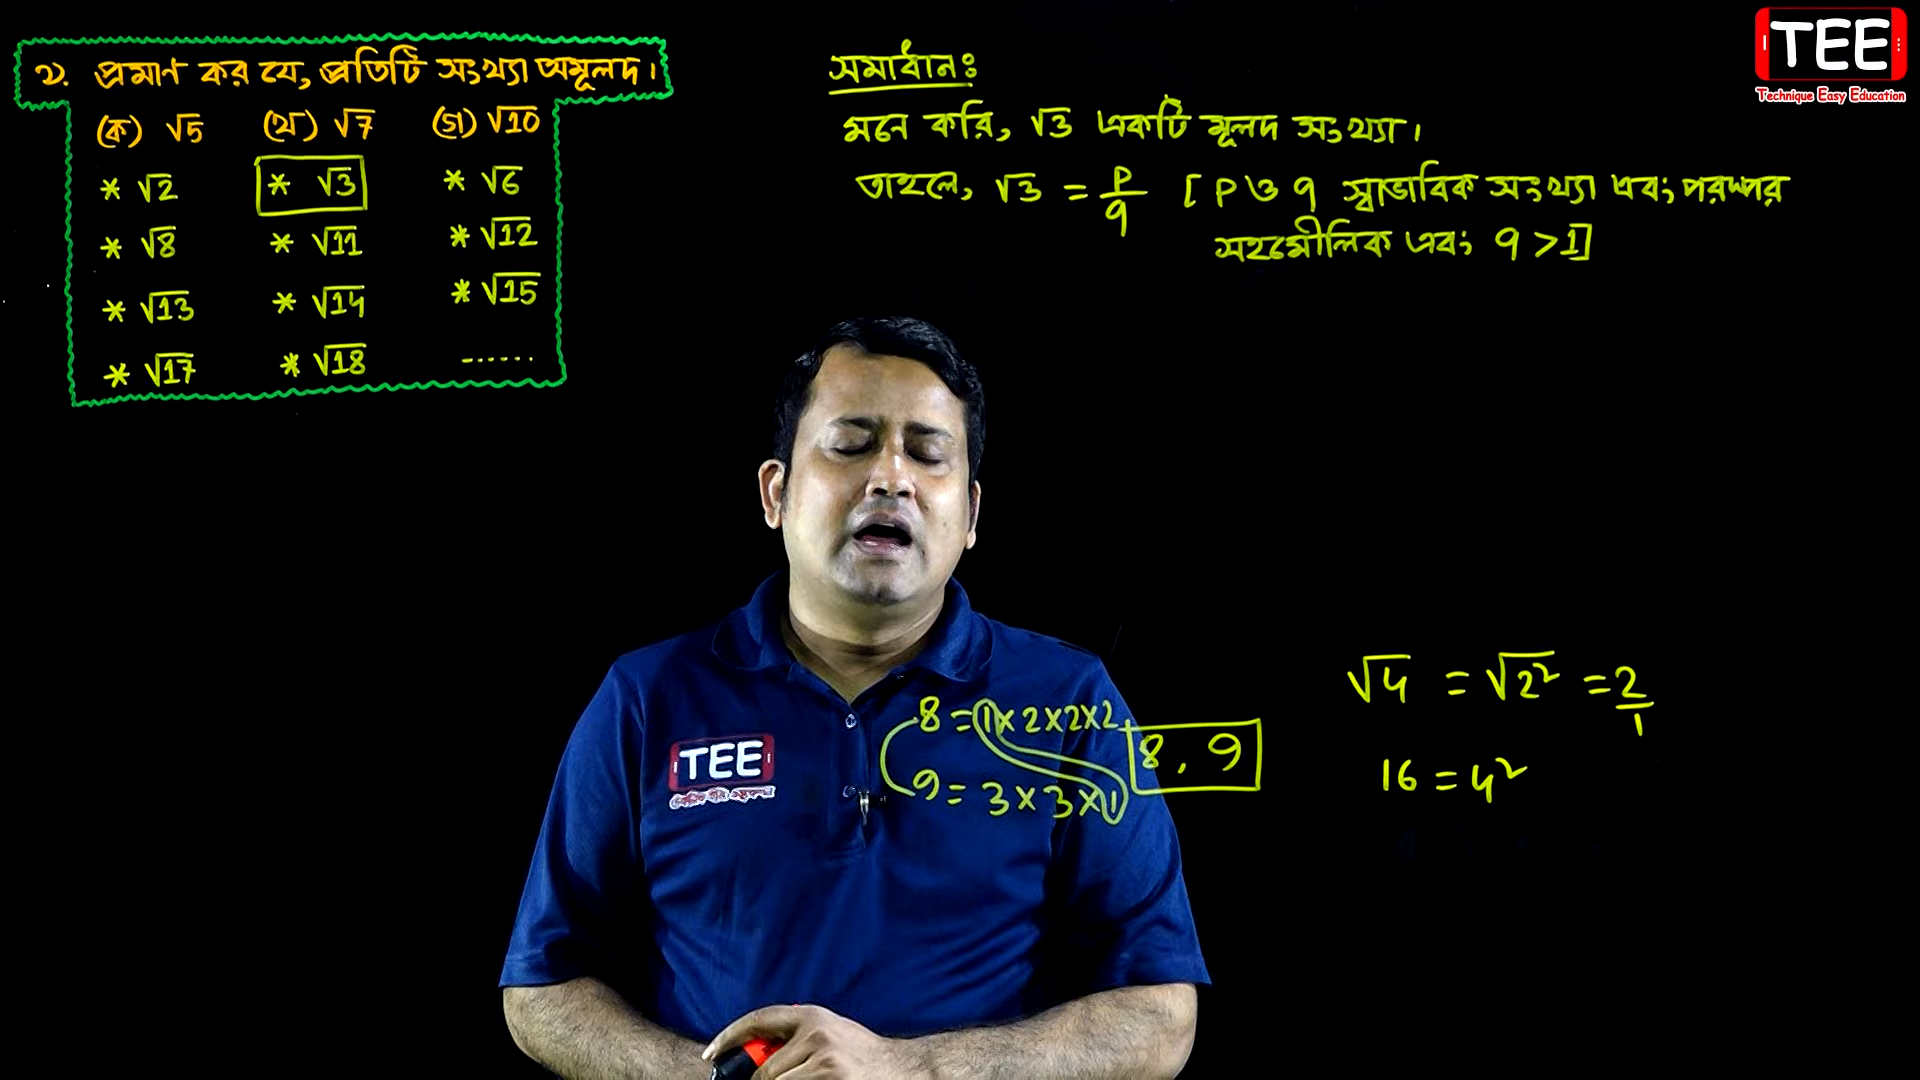 ১. প্রমাণ কর যে, প্রতিটি সংখ্যা অমূলদ।
(ক) √5 (খ) √7 (গ) √10
* √2 * √3 * √6
* √8 * √11 * √12
* √13 * √14 * √15
* √17 * √18 ......
সমাধানঃ
মনে করি, √3 একটি মূলদ সংখ্যা।
তাহলে, √3 = p/q [ p ও q স্বাভাবিক সংখ্যা এবং পরস্পর
সহমৌলিক এবং q >1]
8 = 1×2×2×2
9 = 3×3×1
8, 9
√4 = √2² = 2/1
16 = 4²
TEE
Technique Easy Education
TEE